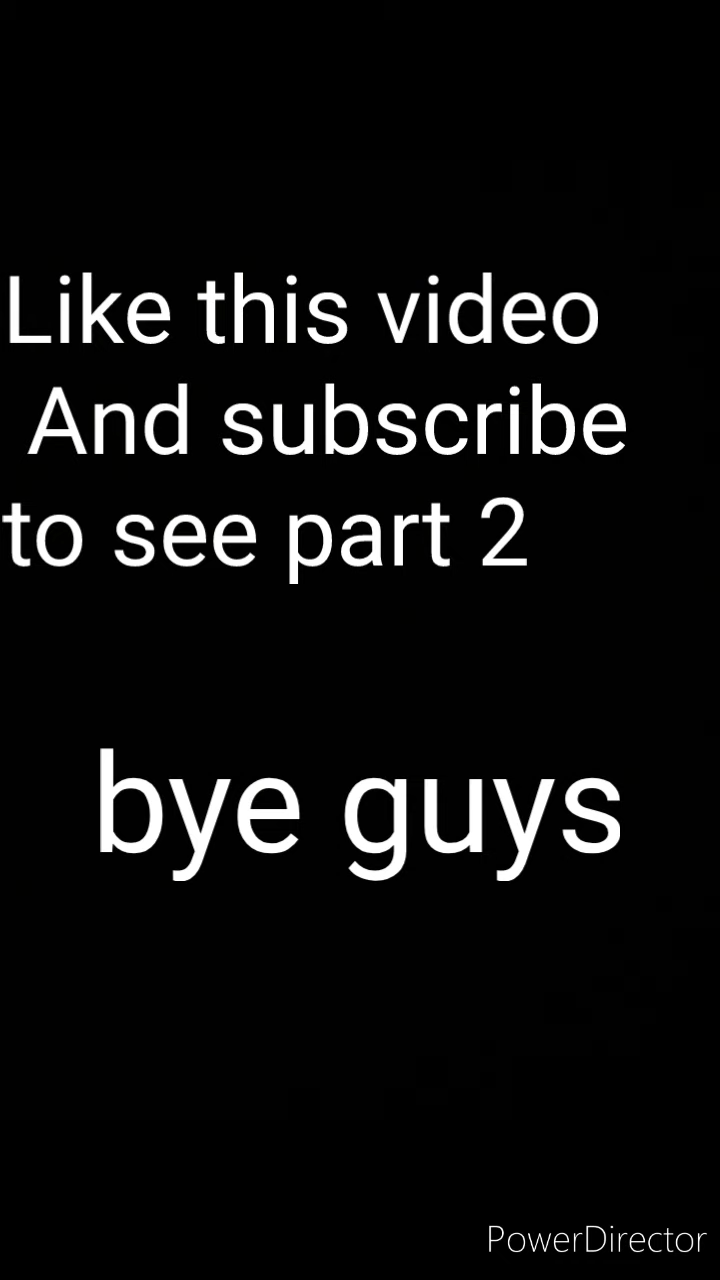 Like this video
And subscribe
to see part 2
bye guys
PowerDirector